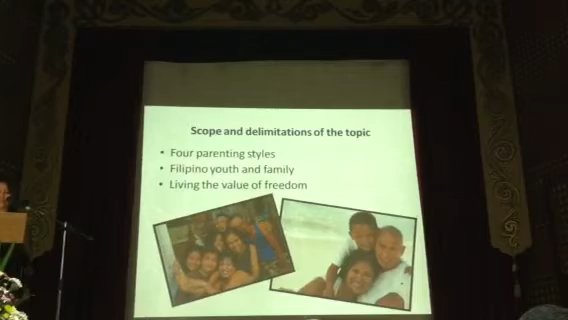 Scope and delimitations of the topic
• Four parenting styles
• Filipino youth and family
• Living the value of freedom